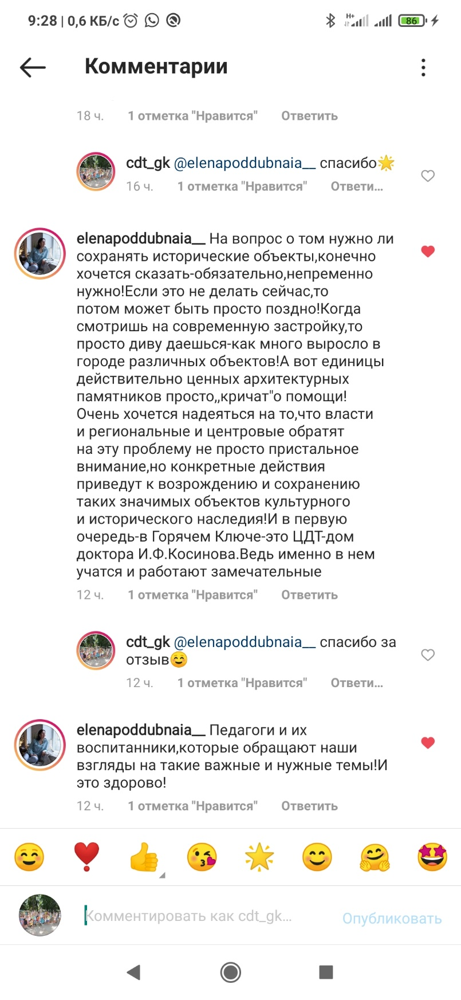 9:28 | 0,6 КБ/с
H+
86
Комментарии
18 ч. 1 отметка "Нравится" Ответить
cdt_gk @elenapoddubnaia__ спасибо🌟
16 ч. 1 отметка "Нравится" Ответи...
elenapoddubnaia__ На вопрос о том нужно ли
сохранять исторические объекты,конечно
хочется сказать-обязательно,непременно
нужно!Если это не делать сейчас,то
потом может быть просто поздно!Когда
смотришь на современную застройку,то
просто диву даешься-как много выросло в
городе различных объектов!А вот единицы
действительно ценных архитектурных
памятников просто,,кричат"о помощи!
Очень хочется надеяться на то,что власти
и региональные и центровые обратят
на эту проблему не просто пристальное
внимание,но конкретные действия
приведут к возрождению и сохранению
таких значимых объектов культурного
и исторического наследия!И в первую
очередь-в Горячем Ключе-это ЦДТ-дом
доктора И.Ф.Косинова.Ведь именно в нем
учатся и работают замечательные
12 ч. 1 отметка "Нравится" Ответить
cdt_gk @elenapoddubnaia__ спасибо за
отзыв☺️
12 ч. 1 отметка "Нравится" Ответи...
elenapoddubnaia__ Педагоги и их
воспитанники,которые обращают наши
взгляды на такие важные и нужные темы!И
это здорово!
12 ч. 1 отметка "Нравится" Ответить
Комментировать как cdt_gk... Опубликовать